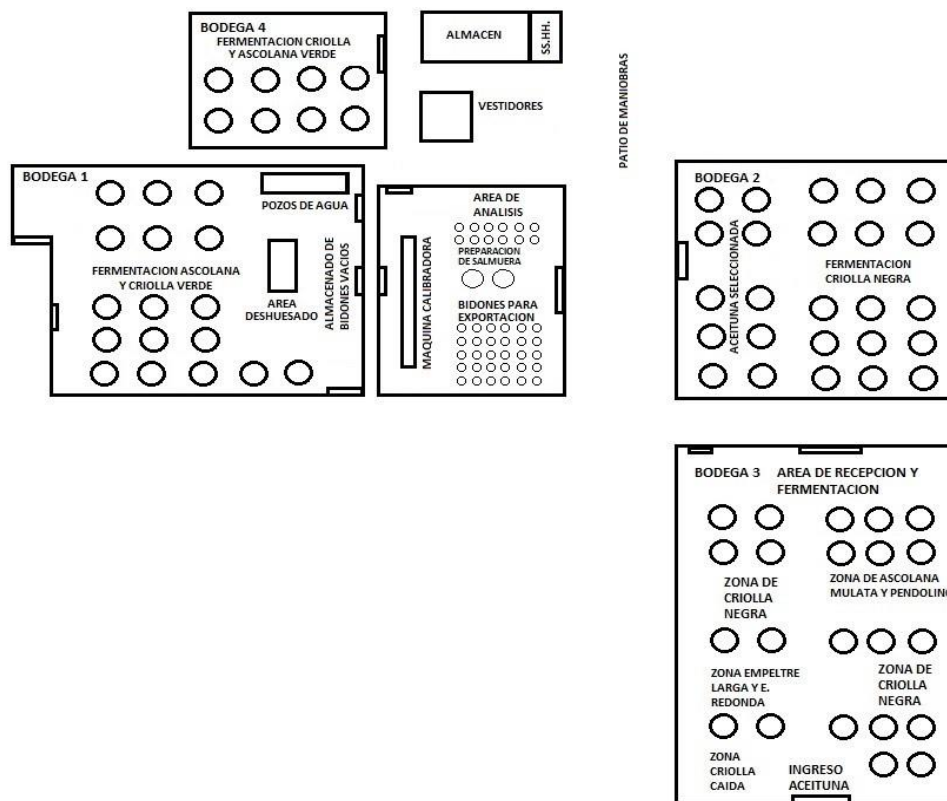 BODEGA 4
FERMENTACION CRIOLLA
Y ASCOLANA VERDE
ALMACEN
SS.HH.
VESTIDORES
PATIO DE MANIOBRAS
BODEGA 1
POZOS DE AGUA
FERMENTACION ASCOLANA
Y CRIOLLA VERDE
AREA
DESHUESADO
ALMACENADO DE
BIDONES VACIOS
AREA DE
ANALISIS
PREPARACION
DE SALMUERA
MAQUINA CALIBRADORA
BIDONES PARA
EXPORTACION
BODEGA 2
ACEITUNA SELECCIONADA
FERMENTACION
CRIOLLA NEGRA
BODEGA 3 AREA DE RECEPCION Y
FERMENTACION
ZONA DE
CRIOLLA
NEGRA
ZONA DE ASCOLANA
MULATA Y PENDOLINO
ZONA EMPELTRE
LARGA Y E.
REDONDA
ZONA DE
CRIOLLA
NEGRA
ZONA
CRIOLLA
CAIDA
INGRESO
ACEITUNA